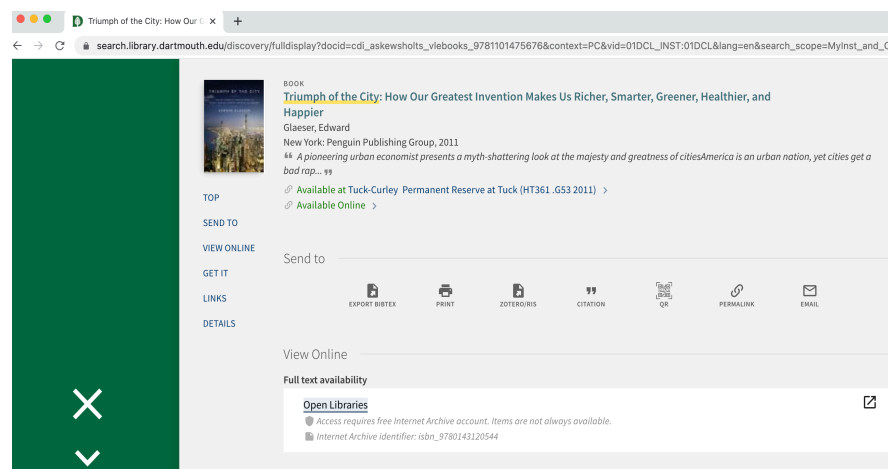 Triumph of the City: How Our G
search.library.dartmouth.edu/discovery/fulldisplay?docid=cdi_askewsholts_vlebooks_9781101475676&context=PC&vid=01DCL_INST:01DCL&lang=en&search_scope=MyInst_and_C
TRIUMPH OF THE CITY
EDWARD GLAESER
BOOK
Triumph of the City: How Our Greatest Invention Makes Us Richer, Smarter, Greener, Healthier, and
Happier
Glaeser, Edward
New York: Penguin Publishing Group, 2011
A pioneering urban economist presents a myth-shattering look at the majesty and greatness of citiesAmerica is an urban nation, yet cities get a
bad rap...
Available at Tuck-Curley Permanent Reserve at Tuck (HT361 .G53 2011)
Available Online
TOP
SEND TO
VIEW ONLINE
GET IT
LINKS
DETAILS
Send to
EXPORT BIBTEX PRINT ZOTERO/RIS CITATION QR PERMALINK EMAIL
View Online
Full text availability
Open Libraries
Access requires free Internet Archive account. Items are not always available.
Internet Archive identifier: isbn_9780143120544